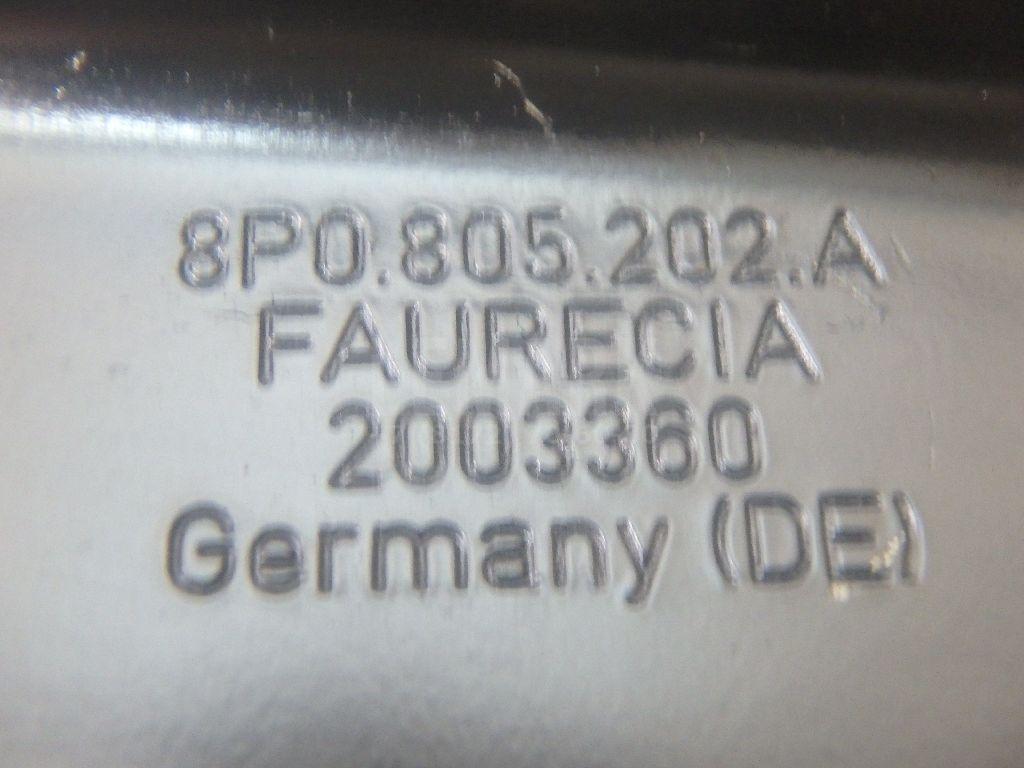 8P0.805.202.A
FAURECIA
2003360
Germany (DE)